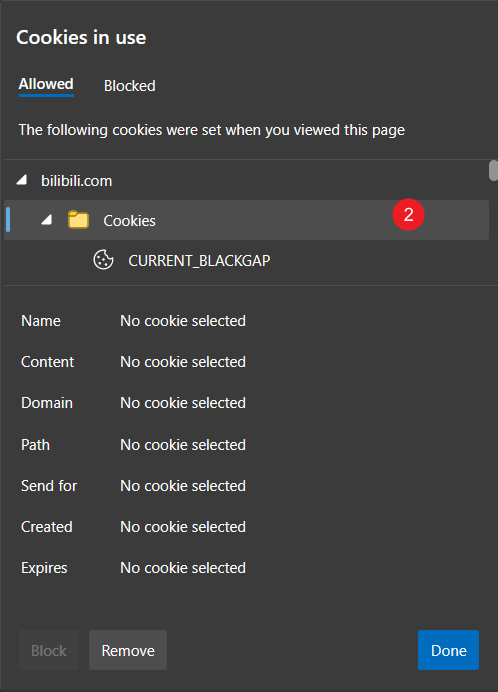 Cookies in use
Allowed Blocked
The following cookies were set when you viewed this page
bilibili.com
Cookies 2
CURRENT_BLACKGAP
Name No cookie selected
Content No cookie selected
Domain No cookie selected
Path No cookie selected
Send for No cookie selected
Created No cookie selected
Expires No cookie selected
Block Remove Done